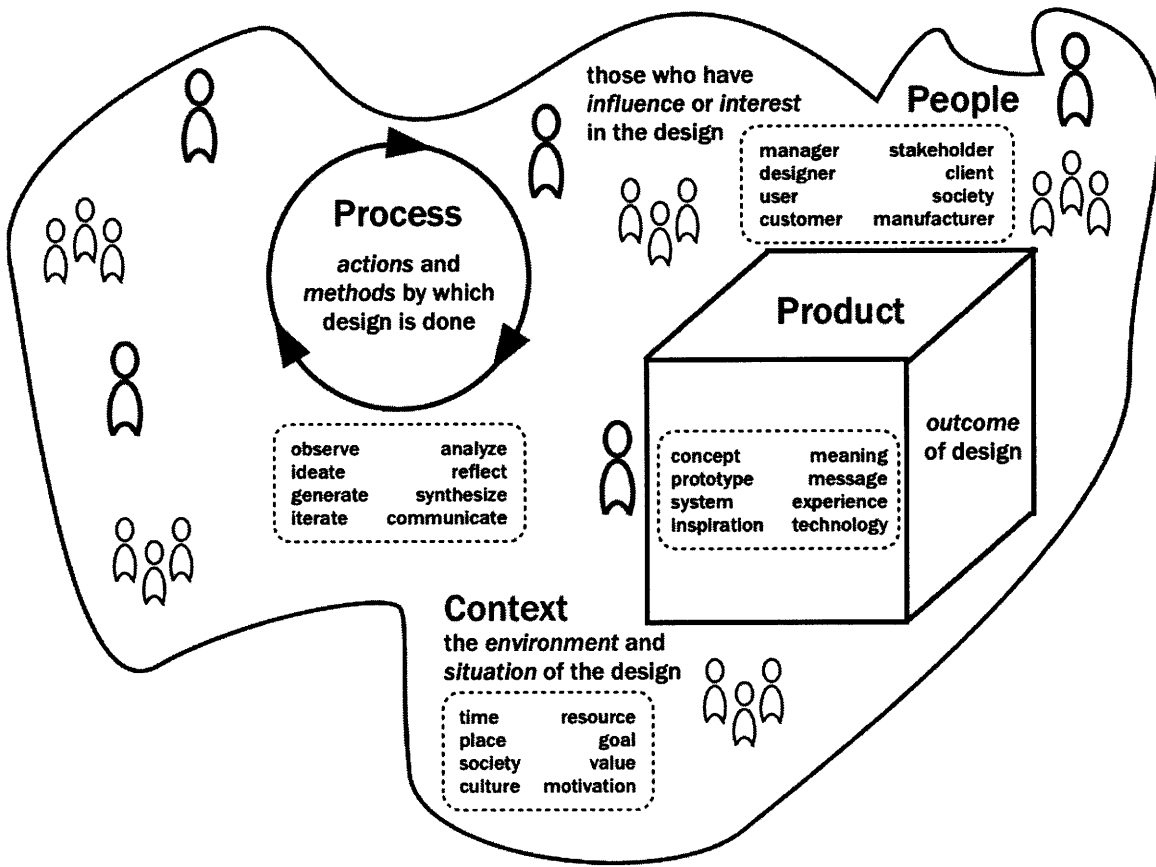 those who have
influence or interest
in the design
People
manager stakeholder
designer client
user society
customer manufacturer
Process
actions and
methods by which
design is done
observe analyze
ideate reflect
generate synthesize
iterate communicate
Product
outcome
of design
concept meaning
prototype message
system experience
inspiration technology
Context
the environment and
situation of the design
time resource
place goal
society value
culture motivation